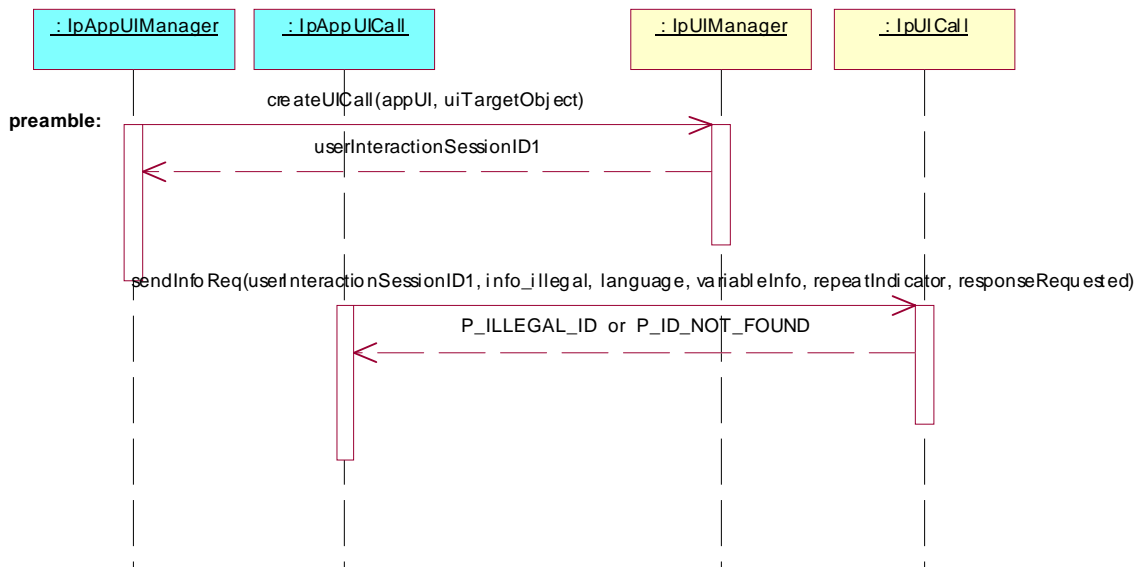 : IpAppUIManager
: IpAppUICall
: IpUIManager
: IpUICall
createUICall(appUI, uiTargetObject)
preamble:
userInteractionSessionID1
sendInfoReq(userInteractionSessionID1, info_illegal, language, variableInfo, repeatIndicator, responseRequested)
P_ILLEGAL_ID or P_ID_NOT_FOUND